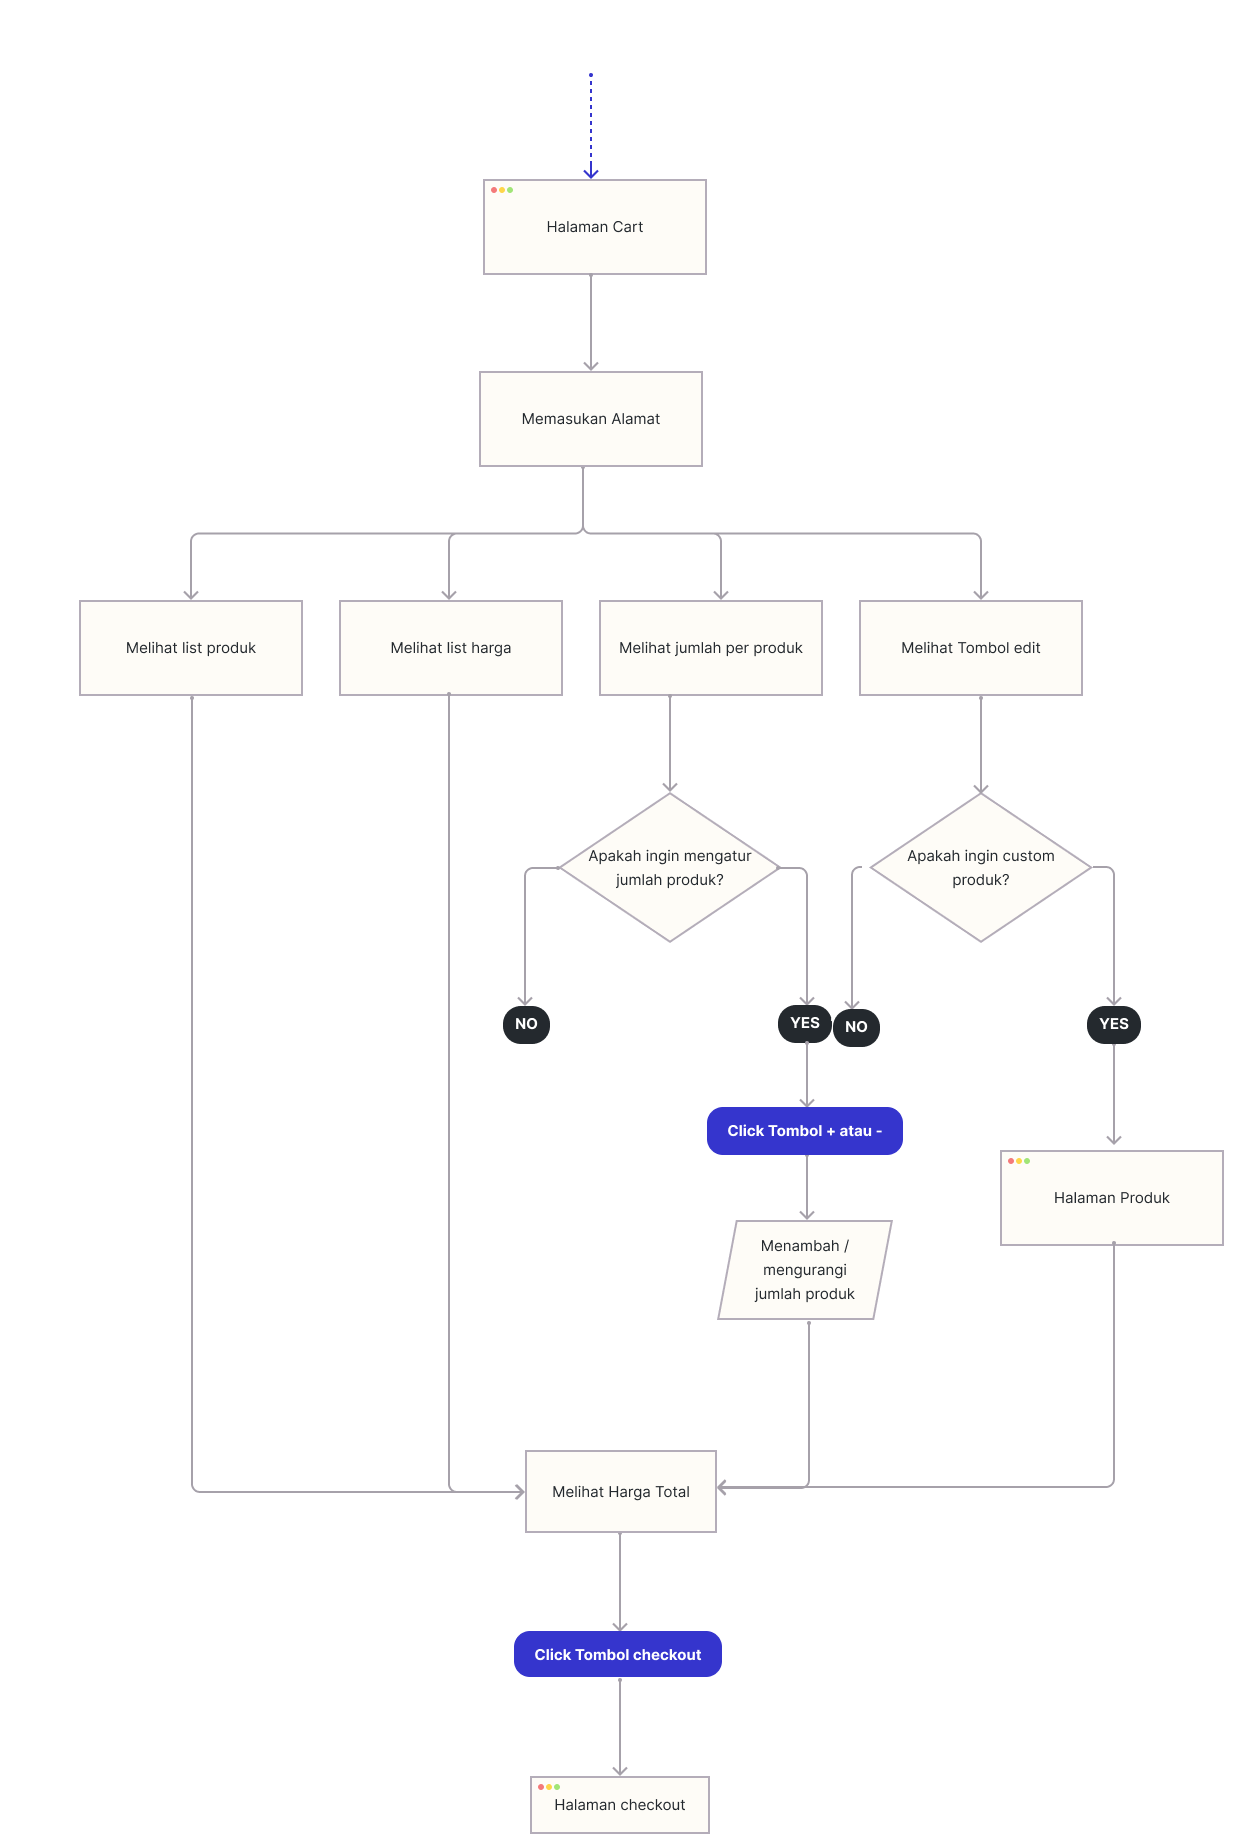 Halaman Cart
Memasukan Alamat
Melihat list produk
Melihat list harga
Melihat jumlah per produk
Melihat Tombol edit
Apakah ingin mengatur
jumlah produk?
Apakah ingin custom
produk?
NO
YES
NO
YES
Click Tombol + atau -
Halaman Produk
Menambah /
mengurangi
jumlah produk
Melihat Harga Total
Click Tombol checkout
Halaman checkout